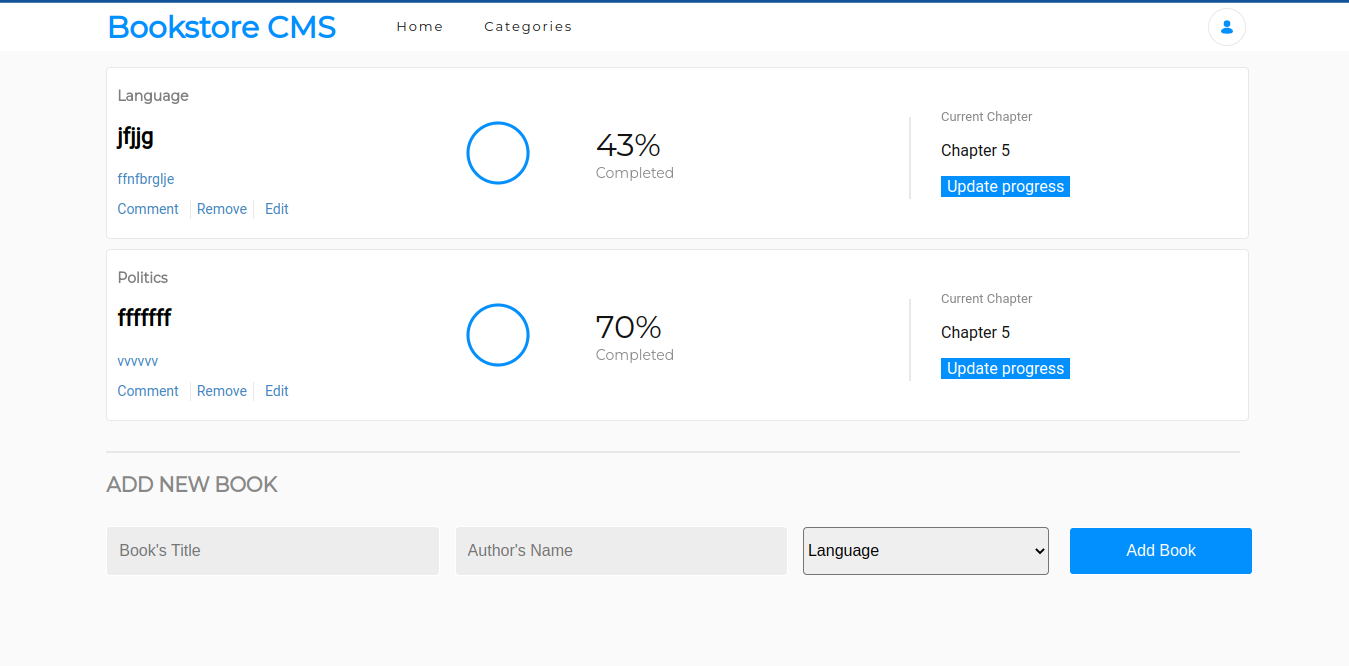 Bookstore CMS Home Categories
Language
jfjjg
ffnfbrglje
Comment Remove Edit
43%
Completed
Current Chapter
Chapter 5
Update progress
Politics
fffffff
vvvvvv
Comment Remove Edit
70%
Completed
Current Chapter
Chapter 5
Update progress
ADD NEW BOOK
Book's Title Author's Name Language Add Book